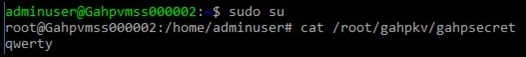 adminuser@Gahpvmss000002:~$ sudo su
root@Gahpvmss000002:/home/adminuser# cat /root/gahpkv/gahpsecret
qwerty